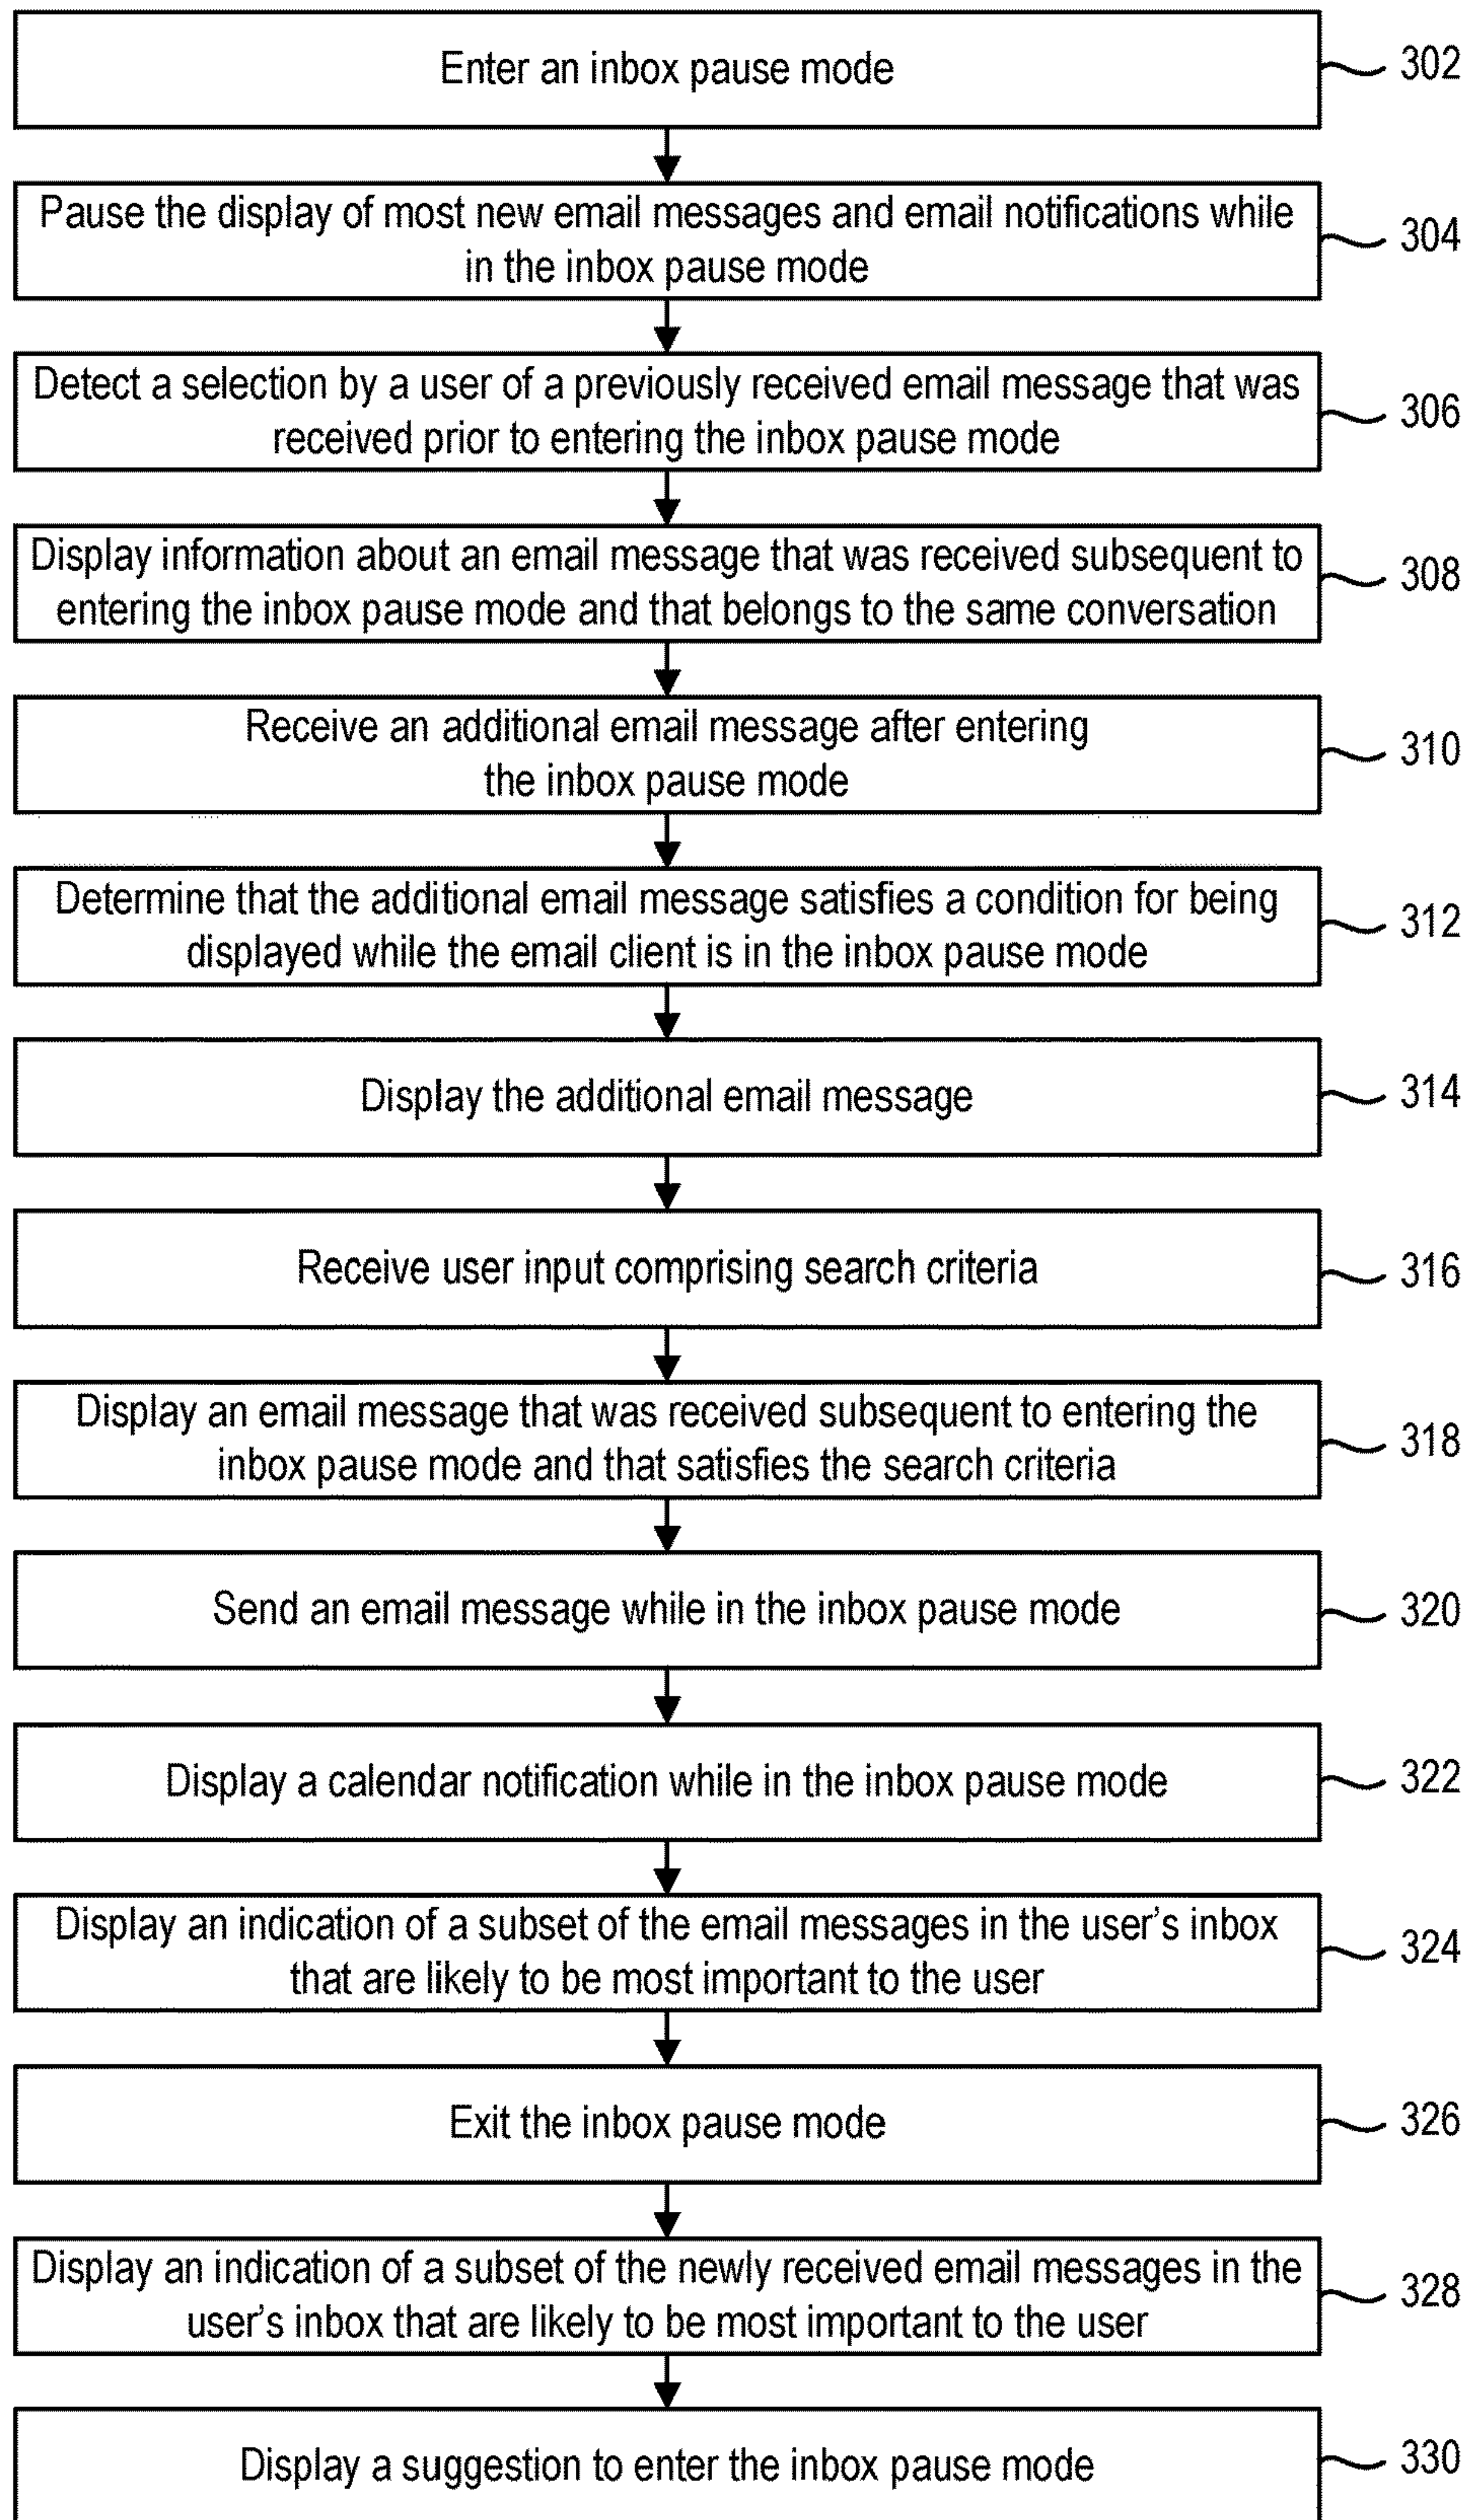 Enter an inbox pause mode
302
Pause the display of most new email messages and email notifications while
in the inbox pause mode
304
Detect a selection by a user of a previously received email message that was
received prior to entering the inbox pause mode
306
Display information about an email message that was received subsequent to
entering the inbox pause mode and that belongs to the same conversation
308
Receive an additional email message after entering
the inbox pause mode
310
Determine that the additional email message satisfies a condition for being
displayed while the email client is in the inbox pause mode
312
Display the additional email message
314
Receive user input comprising search criteria
316
Display an email message that was received subsequent to entering the
inbox pause mode and that satisfies the search criteria
318
Send an email message while in the inbox pause mode
320
Display a calendar notification while in the inbox pause mode
322
Display an indication of a subset of the email messages in the user's inbox
that are likely to be most important to the user
324
Exit the inbox pause mode
326
Display an indication of a subset of the newly received email messages in the
user's inbox that are likely to be most important to the user
328
Display a suggestion to enter the inbox pause mode
330